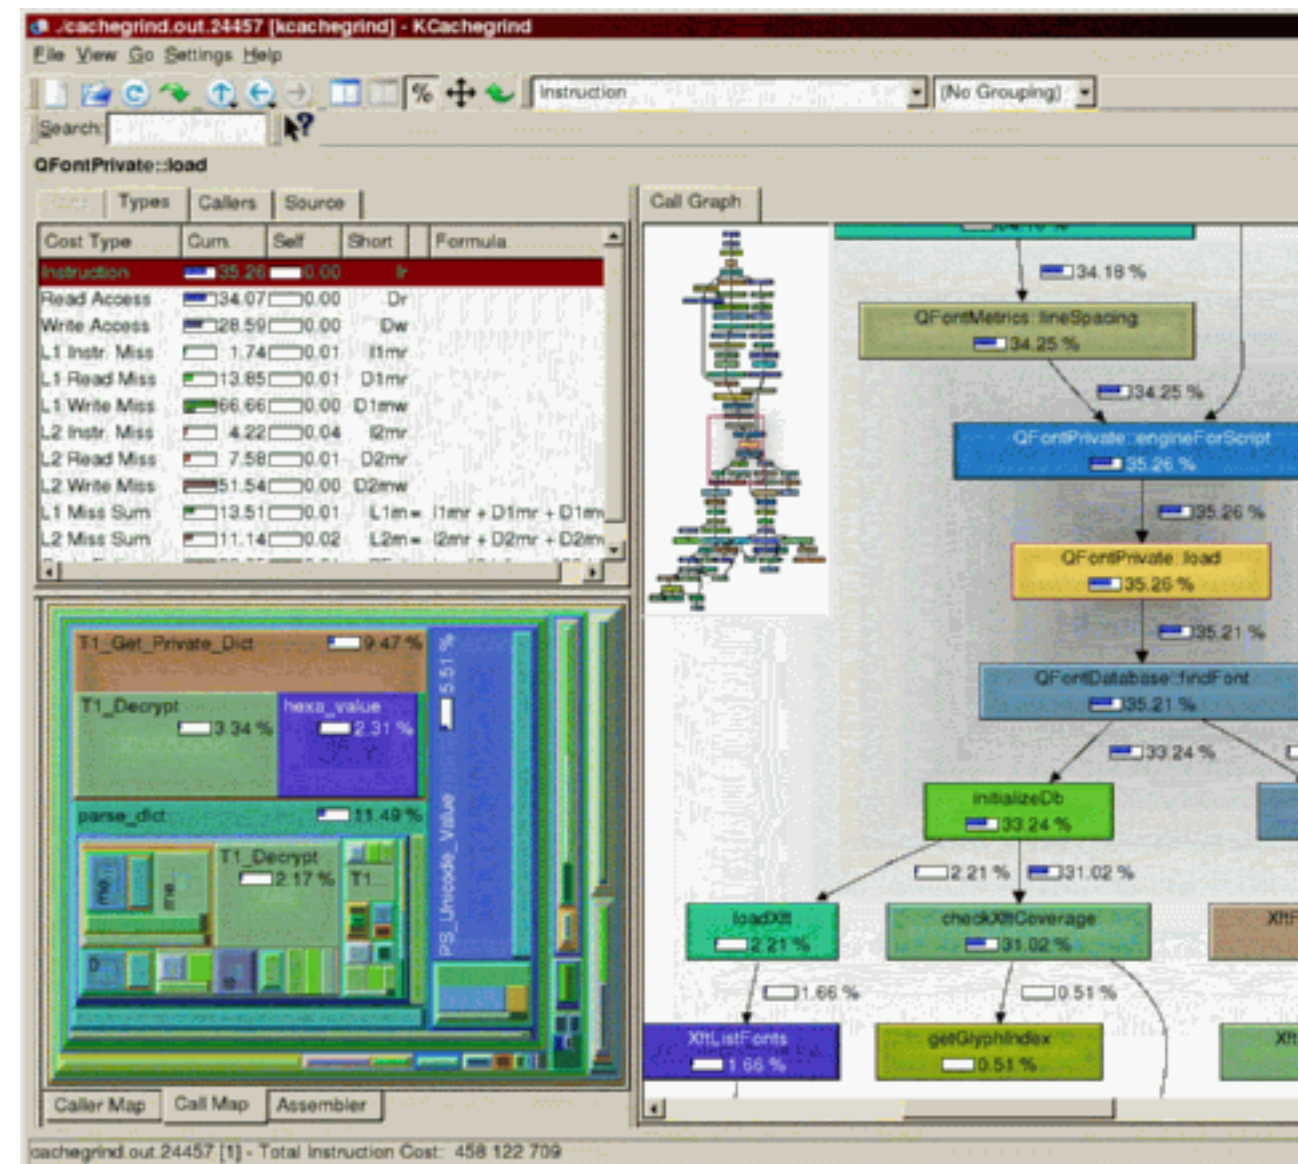 ./cachegrind.out.24457 [kcachegrind] - KCachegrind
File View Go Settings Help
% Instruction (No Grouping)
Search:
QFontPrivate::load
Types Callers Source
Cost Type Cum. Self Short Formula
Instruction 35.26 0.00 Ir
Read Access 34.07 0.00 Dr
Write Access 28.59 0.00 Dw
L1 Instr. Miss 1.74 0.01 I1mr
L1 Read Miss 13.85 0.01 D1mr
L1 Write Miss 66.66 0.00 D1mw
L2 Instr. Miss 4.22 0.04 I2mr
L2 Read Miss 7.58 0.01 D2mr
L2 Write Miss 51.54 0.00 D2mw
L1 Miss Sum 13.51 0.01 L1m = I1mr + D1mr + D1mw
L2 Miss Sum 11.14 0.02 L2m = I2mr + D2mr + D2mw
T1_Get_Private_Dict 9.47 %
T1_Decrypt
3.34 %
hexa_value
2.31 %
PS_Unicode_Value 5.51 %
parse_dict 11.49 %
T1_Decrypt
2.17 %
T1...
me...
me...
Caller Map Call Map Assembler
Call Graph
34.18 %
QFontMetrics::lineSpacing
34.25 %
34.25 %
QFontPrivate::engineForScript
35.26 %
35.26 %
QFontPrivate::load
35.26 %
35.21 %
QFontDatabase::findFont
35.21 %
33.24 %
initializeDb
33.24 %
2.21 % 31.02 %
loadXft
2.21 %
checkXftCoverage
31.02 %
XftF
1.66 % 0.51 %
XftListFonts
1.66 %
getGlyphIndex
0.51 %
Xft
cachegrind.out.24457 [1] - Total Instruction Cost: 458 122 709